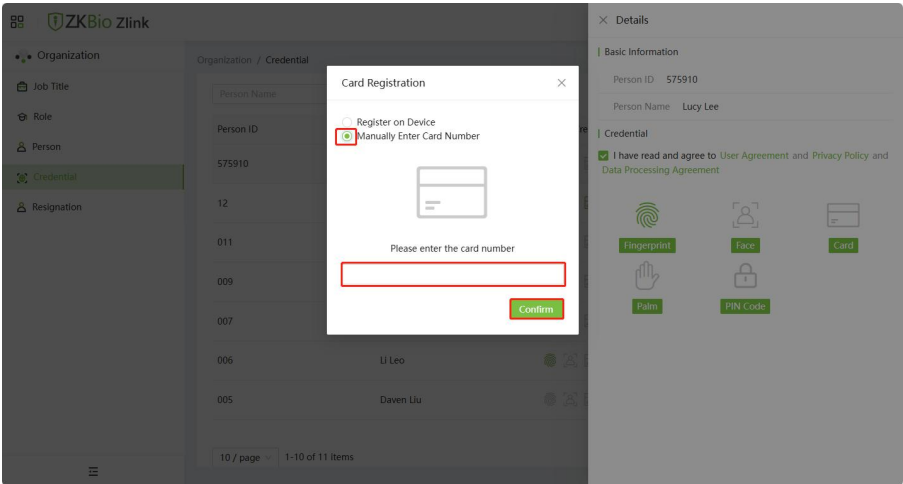 ZKBio Zlink
Organization
Job Title
Role
Person
Credential
Resignation
Organization / Credential
Person Name
Person ID
575910
12
011
009
007
006 Li Leo
005 Daven Liu
10 / page 1-10 of 11 items
Card Registration
Register on Device
Manually Enter Card Number
Please enter the card number
Confirm
Details
Basic Information
Person ID 575910
Person Name Lucy Lee
Credential
I have read and agree to User Agreement and Privacy Policy and
Data Processing Agreement
Fingerprint Face Card
Palm PIN Code